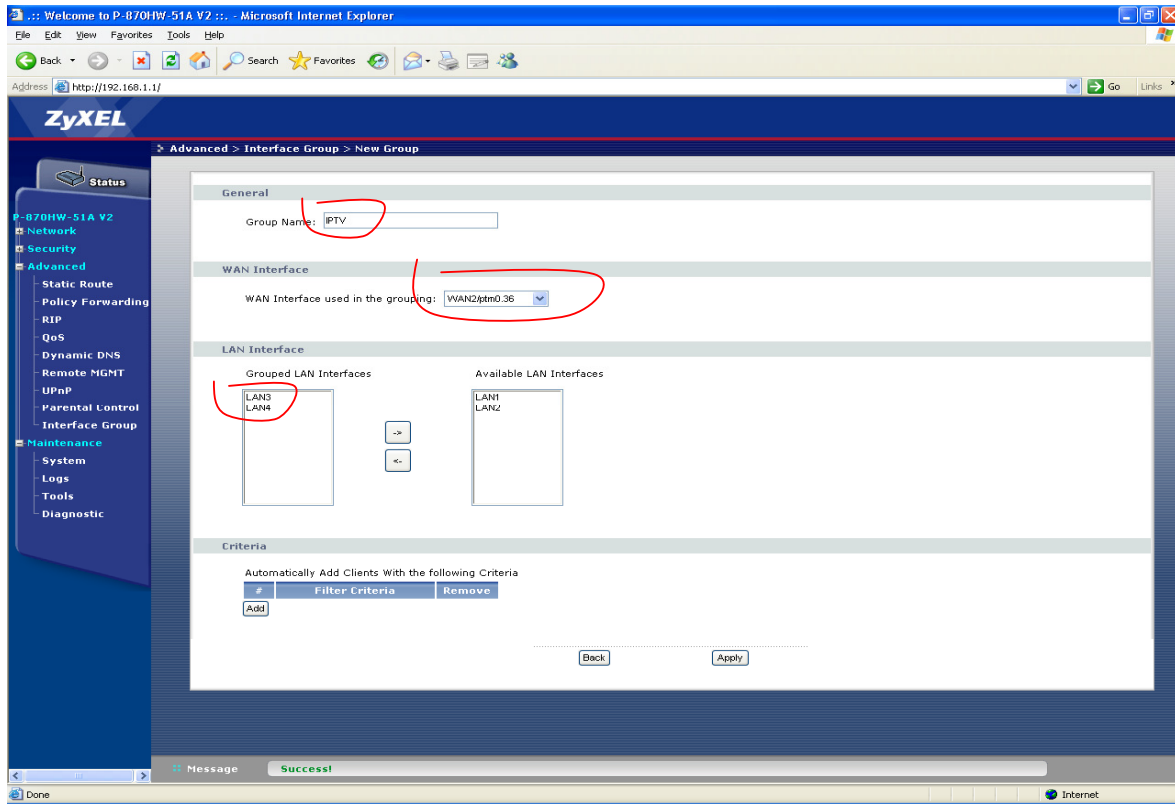 .:: Welcome to P-870HW-51A V2 ::. - Microsoft Internet Explorer
File Edit View Favorites Tools Help
Back Search Favorites
Address http://192.168.1.1/ Go Links
ZyXEL
Advanced > Interface Group > New Group
Status
P-870HW-51A V2
Network
Security
Advanced
Static Route
Policy Forwarding
RIP
QoS
Dynamic DNS
Remote MGMT
UPnP
Parental Control
Interface Group
Maintenance
System
Logs
Tools
Diagnostic
General
Group Name: IPTV
WAN Interface
WAN Interface used in the grouping: WAN2/ptm0.36
LAN Interface
Grouped LAN Interfaces Available LAN Interfaces
LAN3 LAN1
LAN4 LAN2
->
<-
Criteria
Automatically Add Clients With the following Criteria
# Filter Criteria Remove
Add
Back Apply
Message Success!
Done Internet